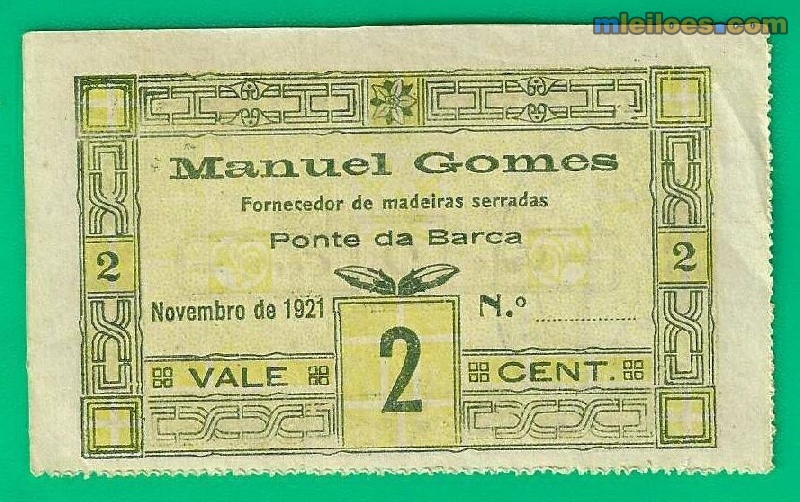 mleiloes.com
Manuel Gomes
Fornecedor de madeiras serradas
Ponte da Barca
2
2
Novembro de 1921
N.º
VALE 2 CENT.